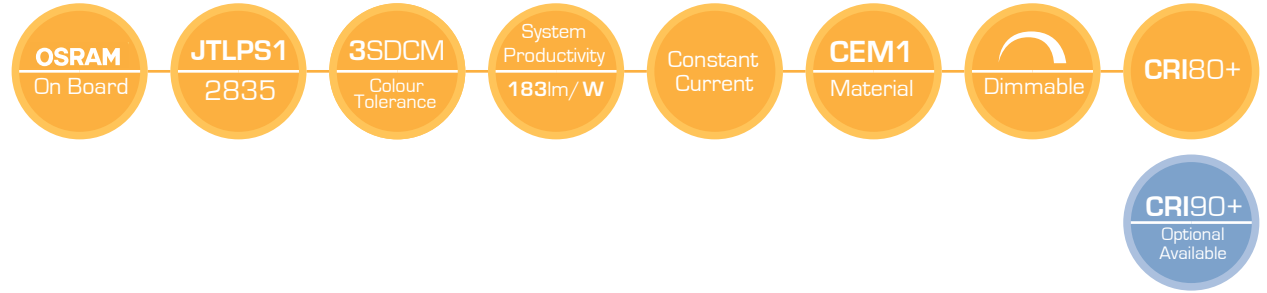 OSRAM
On Board
JTLPS1
2835
3SDCM
Colour
Tolerance
System
Productivity
183lm/W
Constant
Current
CEM1
Material
Dimmable
CRI80+
CRI90+
Optional
Available